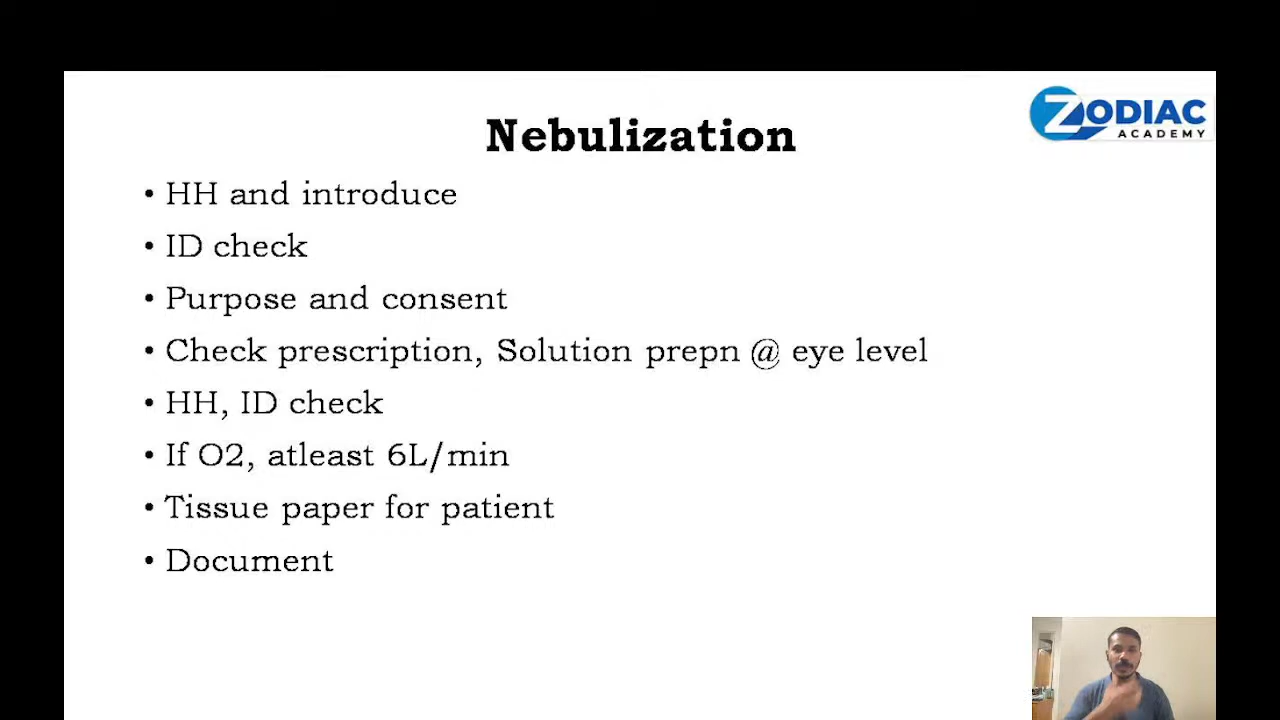 ZODIAC
ACADEMY
Nebulization
• HH and introduce
• ID check
• Purpose and consent
• Check prescription, Solution prepn @ eye level
• HH, ID check
• If O2, atleast 6L/min
• Tissue paper for patient
• Document